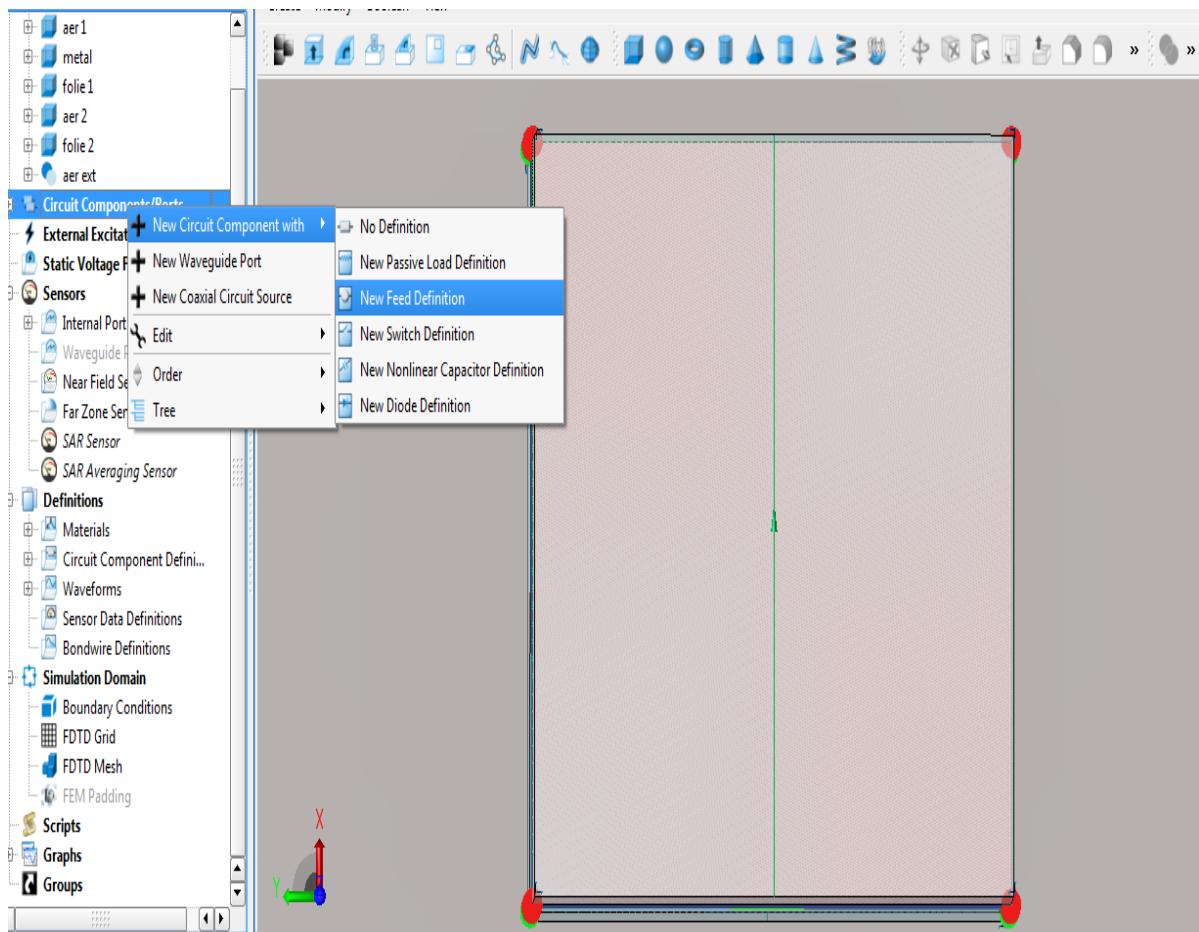 aer 1
metal
folie 1
aer 2
folie 2
aer ext
Circuit Components/Ports
External Excitat
Static Voltage P
Sensors
Internal Port
Waveguide P
Near Field Se
Far Zone Ser
SAR Sensor
SAR Averaging Sensor
Definitions
Materials
Circuit Component Defini...
Waveforms
Sensor Data Definitions
Bondwire Definitions
Simulation Domain
Boundary Conditions
FDTD Grid
FDTD Mesh
FEM Padding
Scripts
Graphs
Groups
New Circuit Component with
New Waveguide Port
New Coaxial Circuit Source
Edit
Order
Tree
No Definition
New Passive Load Definition
New Feed Definition
New Switch Definition
New Nonlinear Capacitor Definition
New Diode Definition
» »
X
Y